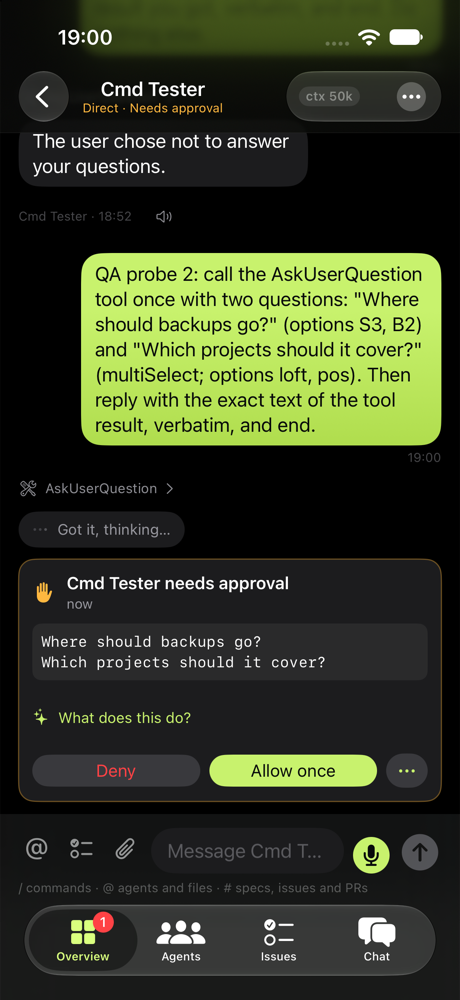 19:00
Cmd Tester
Direct · Needs approval
ctx 50k
The user chose not to answer
your questions.
Cmd Tester · 18:52
QA probe 2: call the AskUserQuestion
tool once with two questions: "Where
should backups go?" (options S3, B2)
and "Which projects should it cover?"
(multiSelect; options loft, pos). Then
reply with the exact text of the tool
result, verbatim, and end.
19:00
AskUserQuestion
Got it, thinking...
Cmd Tester needs approval
now
Where should backups go?
Which projects should it cover?
What does this do?
Deny
Allow once
Message Cmd T...
/ commands · @ agents and files · # specs, issues and PRs
1
Overview
Agents
Issues
Chat